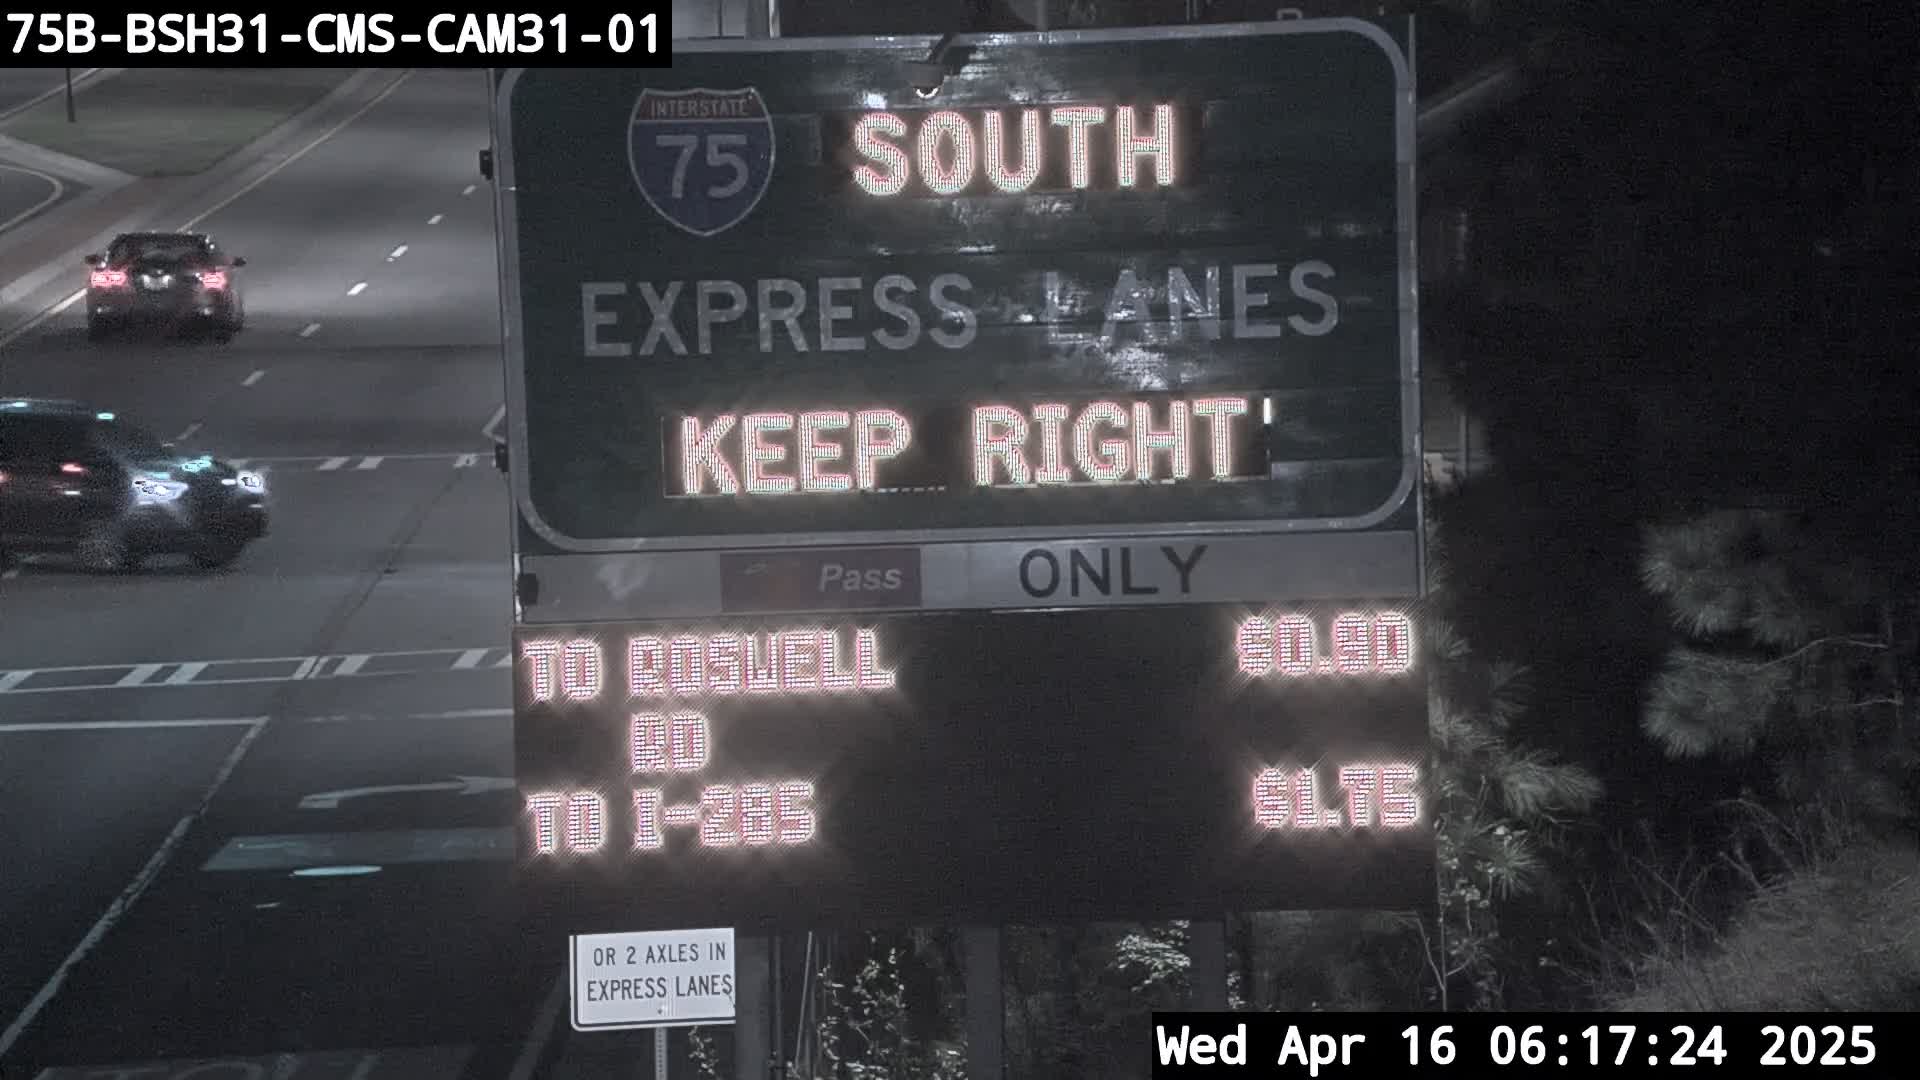 75B-BSH31-CMS-CAM31-01
INTERSTATE
75
SOUTH
EXPRESS LANES
KEEP RIGHT
Pass ONLY
TO ROSWELL $0.90
RD
TO I-285 $1.75
OR 2 AXLES IN
EXPRESS LANES
Wed Apr 16 06:17:24 2025